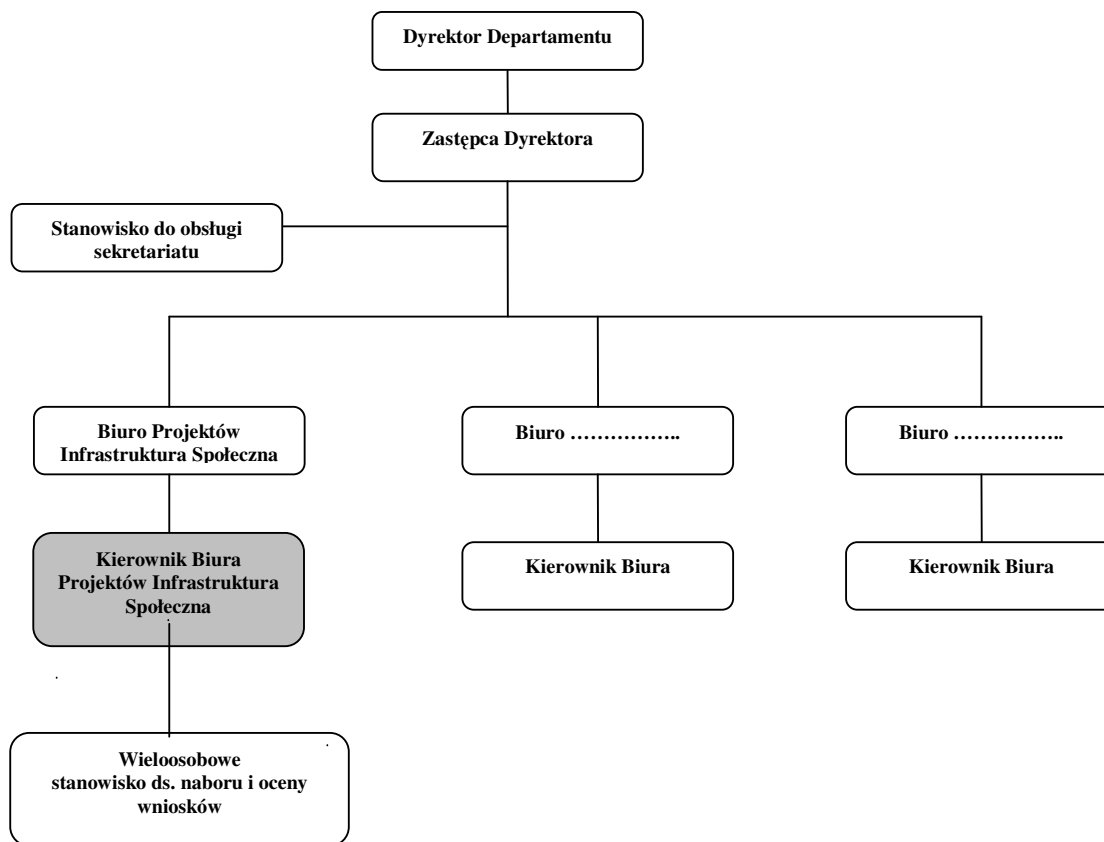 Dyrektor Departamentu
Zastępca Dyrektora
Stanowisko do obsługi
sekretariatu
Biuro Projektów
Infrastruktura Społeczna
Biuro ……………..
Biuro ……………..
Kierownik Biura
Projektów Infrastruktura
Społeczna
Kierownik Biura
Kierownik Biura
Wieloosobowe
stanowisko ds. naboru i oceny
wniosków